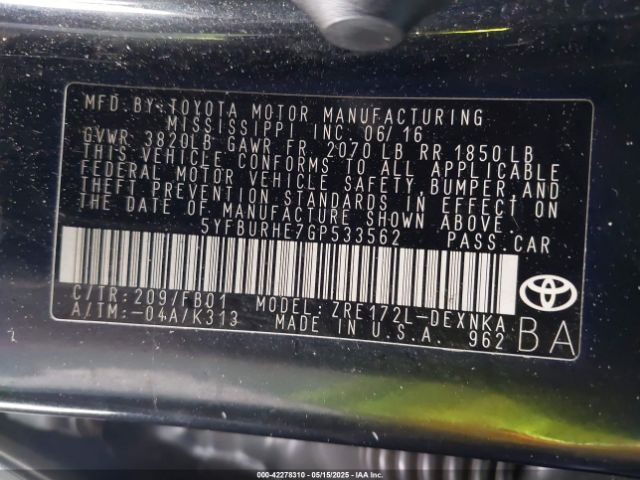 MFD. BY: TOYOTA MOTOR MANUFACTURING
MISSISSIPPI INC. 06/16
GVWR 3820LB GAWR FR 2070 LB RR 1850 LB
THIS VEHICLE CONFORMS TO ALL APPLICABLE
FEDERAL MOTOR VEHICLE SAFETY, BUMPER AND
THEFT PREVENTION STANDARDS IN EFFECT ON
THE DATE OF MANUFACTURE SHOWN ABOVE.
5YFBURHE7GP533562 PASS.CAR
C/TR: 209/FB01 MODEL: ZRE172L-DEXNKA
A/TM: -04A/K313 MADE IN U.S.A. 962 BA
000-42278310 - 05/15/2025 - IAA Inc.